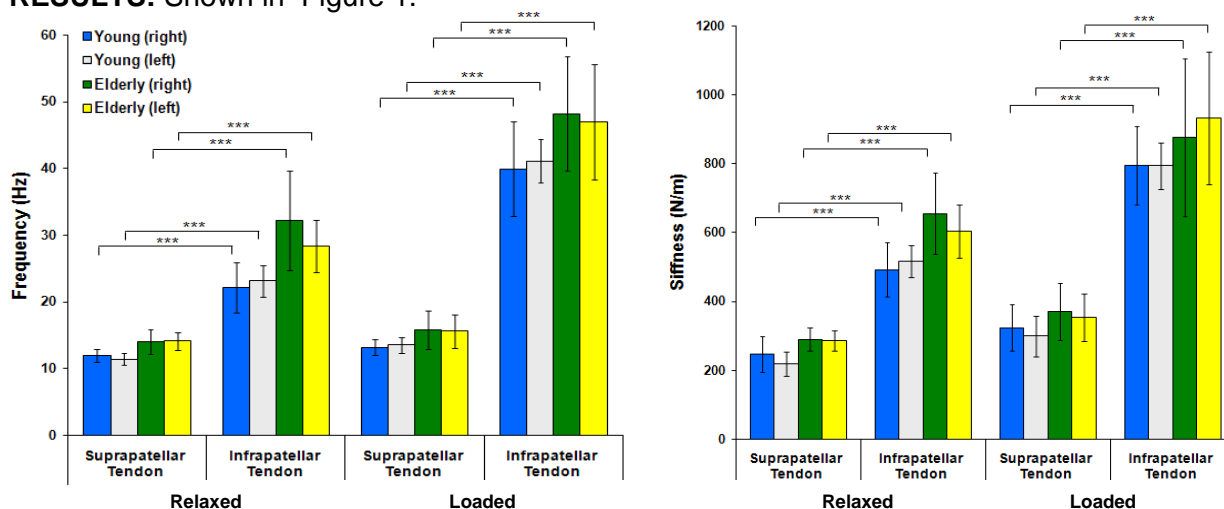 RESULTS: Shown in Figure 1.
60
50
40
30
20
10
0
Frequency (Hz)
Young (right)
Young (left)
Elderly (right)
Elderly (left)
***
***
***
***
***
***
***
***
Suprapatellar Tendon
Infrapatellar Tendon
Suprapatellar Tendon
Infrapatellar Tendon
Relaxed
Loaded
1200
1000
800
600
400
200
0
Siffness (N/m)
***
***
***
***
***
***
***
***
Suprapatellar Tendon
Infrapatellar Tendon
Suprapatellar Tendon
Infrapatellar Tendon
Relaxed
Loaded